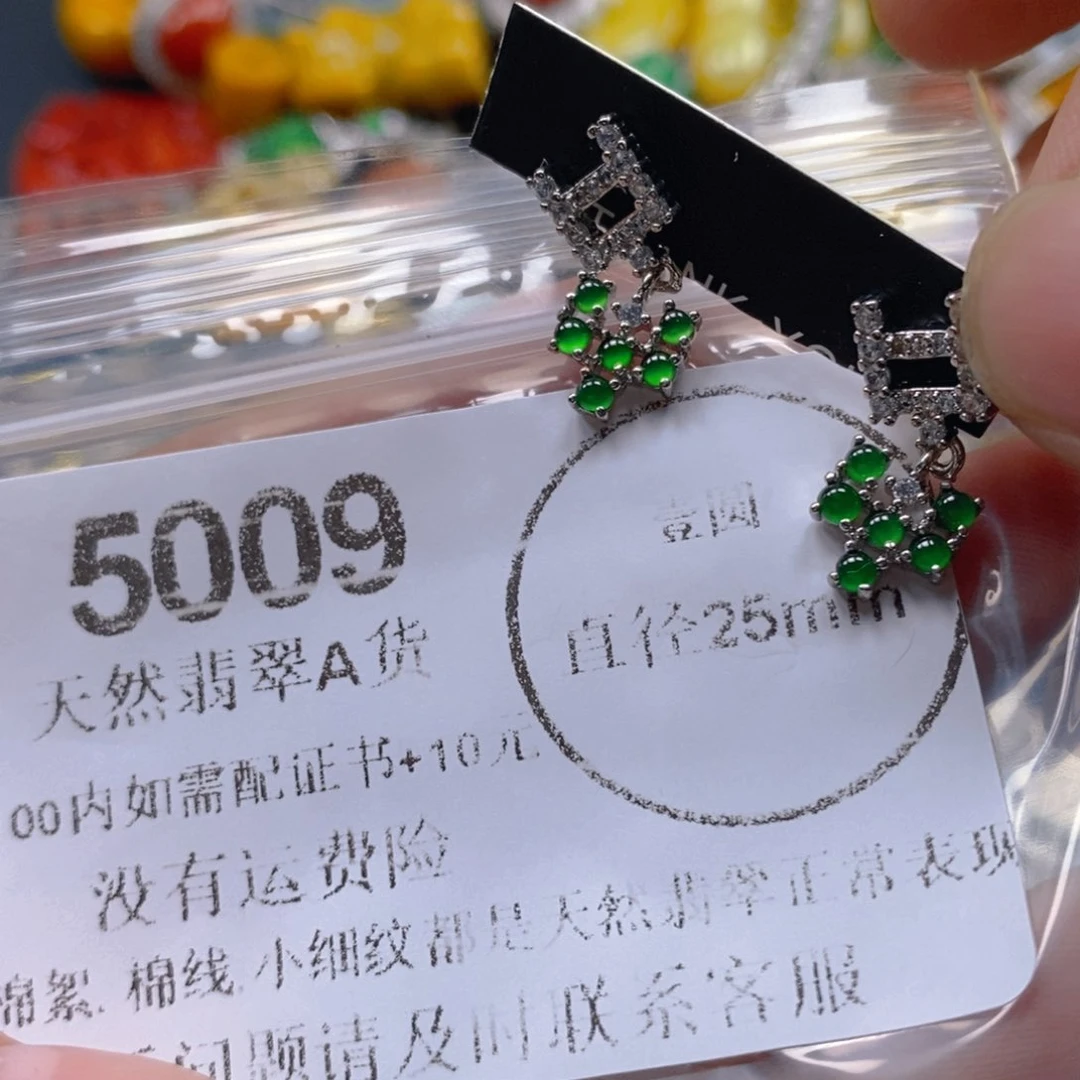 5009
天然翡翠A货
00内如需配证书+10元
没有运费险
棉絮. 棉线 小细纹都是天然翡翠正常表现
问题请及时联系客服
壹圆
直径25mm